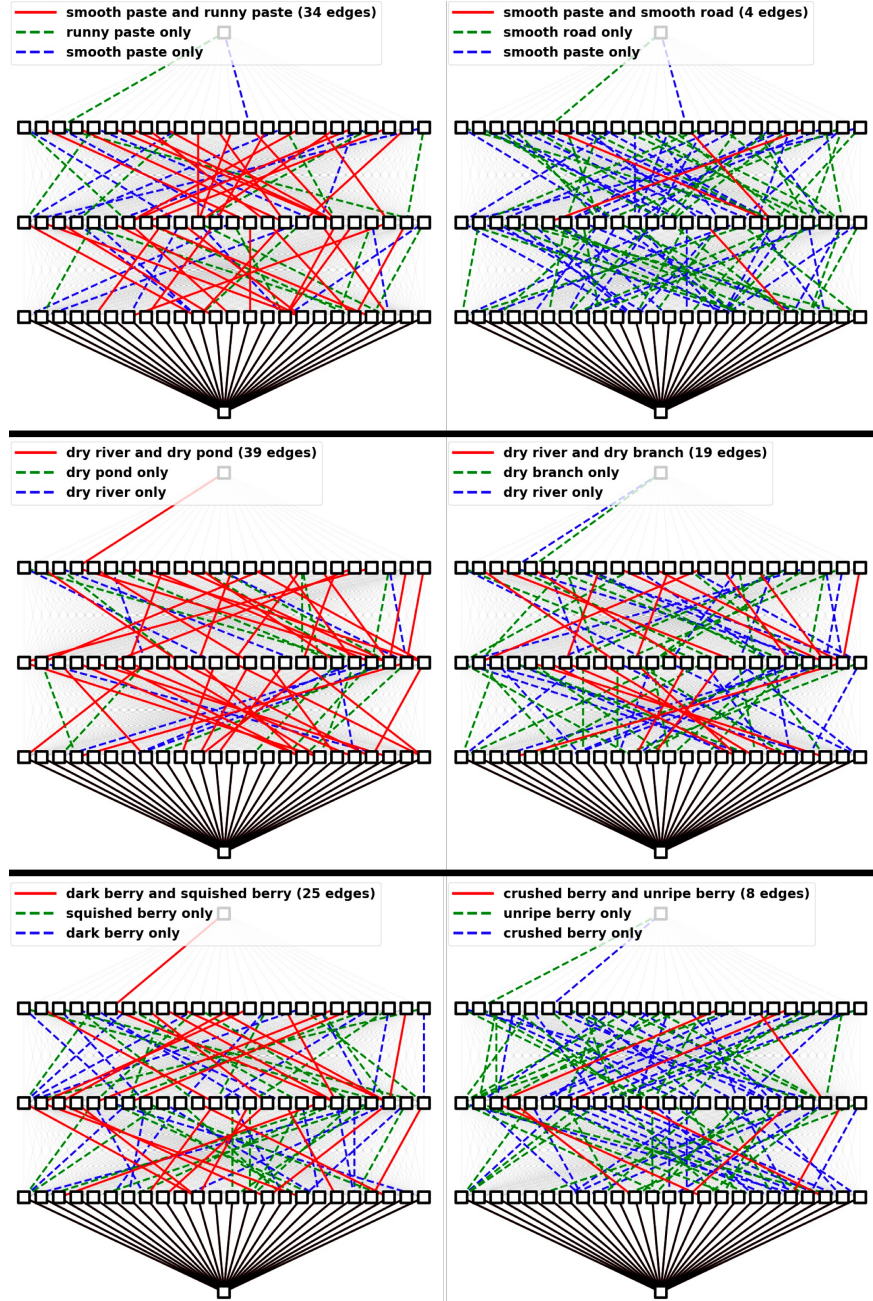 smooth paste and runny paste (34 edges)
runny paste only
smooth paste only
smooth paste and smooth road (4 edges)
smooth road only
smooth paste only
dry river and dry pond (39 edges)
dry pond only
dry river only
dry river and dry branch (19 edges)
dry branch only
dry river only
dark berry and squished berry (25 edges)
squished berry only
dark berry only
crushed berry and unripe berry (8 edges)
unripe berry only
crushed berry only